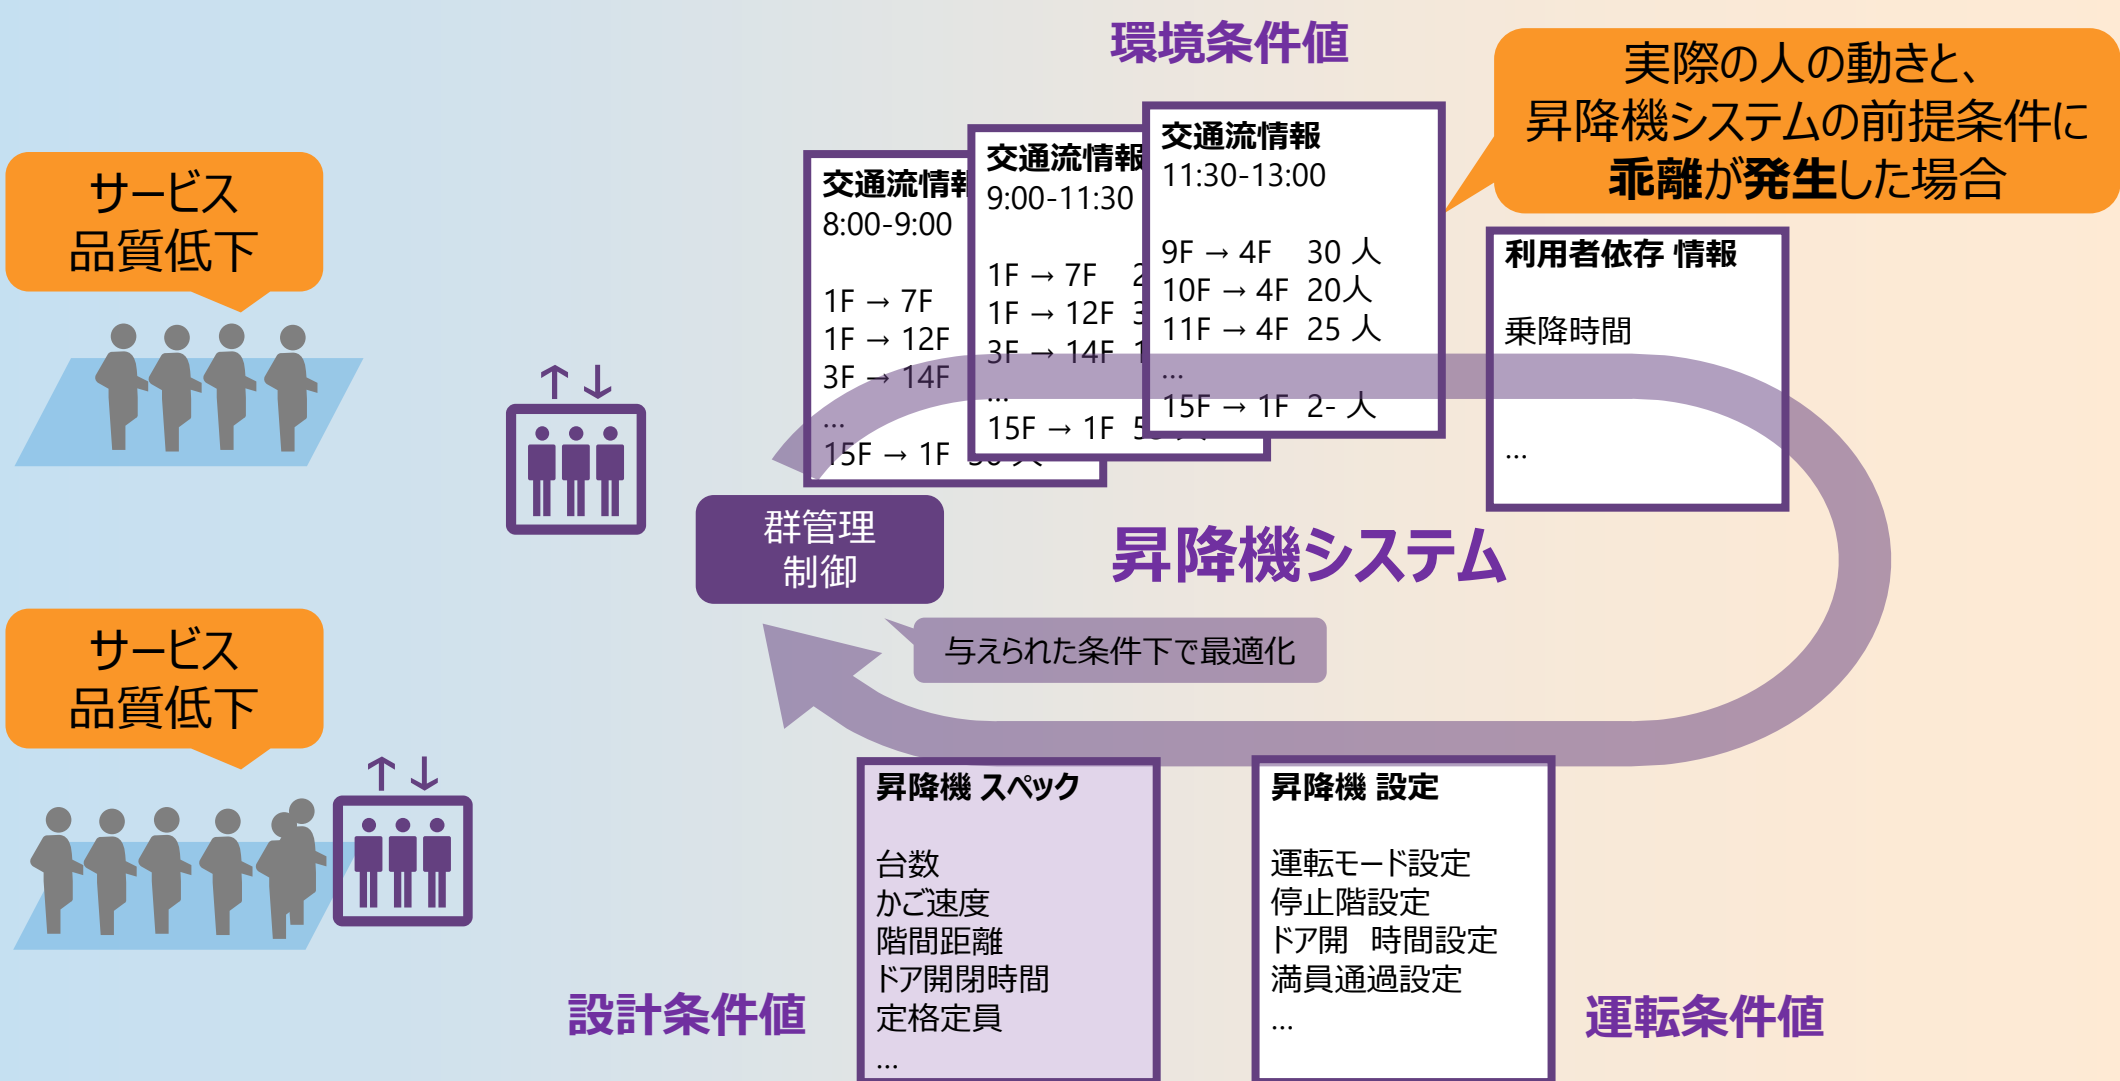 環境条件値
実際の人の動きと、
昇降機システムの前提条件に
乖離が発生した場合
サービス
品質低下
交通流情報
8:00-9:00
1F → 7F
1F → 12F
3F → 14F
...
15F → 1F
交通流情報
9:00-11:30
1F → 7F
1F → 12F
3F → 14F
...
15F → 1F
交通流情報
11:30-13:00
9F → 4F 30 人
10F → 4F 20人
11F → 4F 25 人
...
15F → 1F 2- 人
利用者依存 情報
乗降時間
...
↑↓
群管理
制御
昇降機システム
与えられた条件下で最適化
サービス
品質低下
↑↓
昇降機 スペック
台数
かご速度
階間距離
ドア開閉時間
定格定員
...
昇降機 設定
運転モード設定
停止階設定
ドア開 時間設定
満員通過設定
...
設計条件値
運転条件値